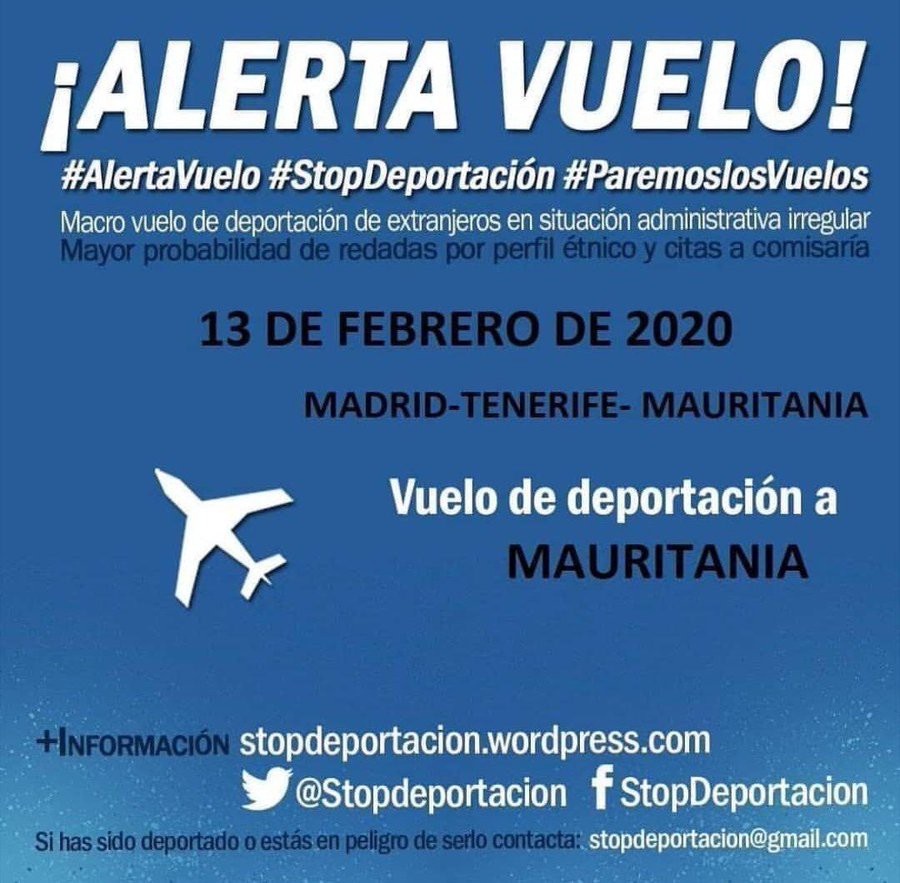 ¡ALERTA VUELO!
#AlertaVuelo #StopDeportación #ParemoslosVuelos
Macro vuelo de deportación de extranjeros en situación administrativa irregular
Mayor probabilidad de redadas por perfil étnico y citas a comisaría
13 DE FEBRERO DE 2020
MADRID-TENERIFE- MAURITANIA
Vuelo de deportación a
MAURITANIA
+INFORMACIÓN stopdeportacion.wordpress.com
@Stopdeportacion f StopDeportacion
Si has sido deportado o estás en peligro de serlo contacta: stopdeportacion@gmail.com